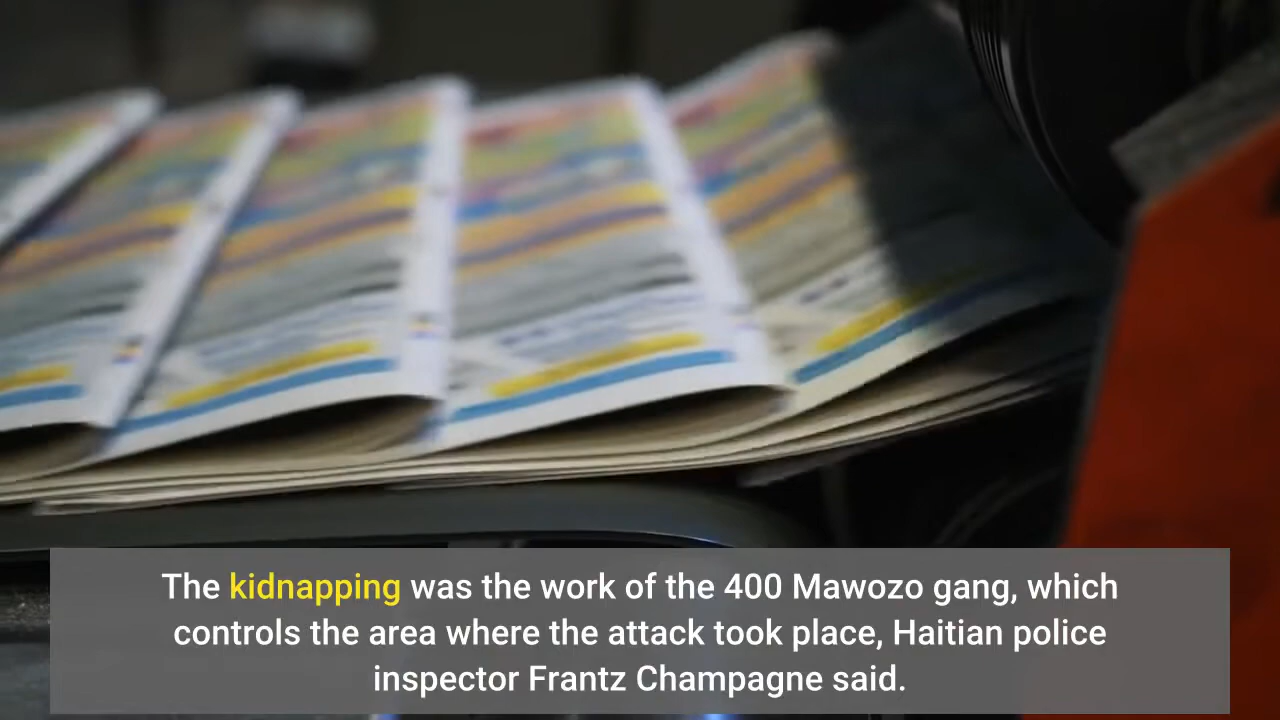 The kidnapping was the work of the 400 Mawozo gang, which
controls the area where the attack took place, Haitian police
inspector Frantz Champagne said.